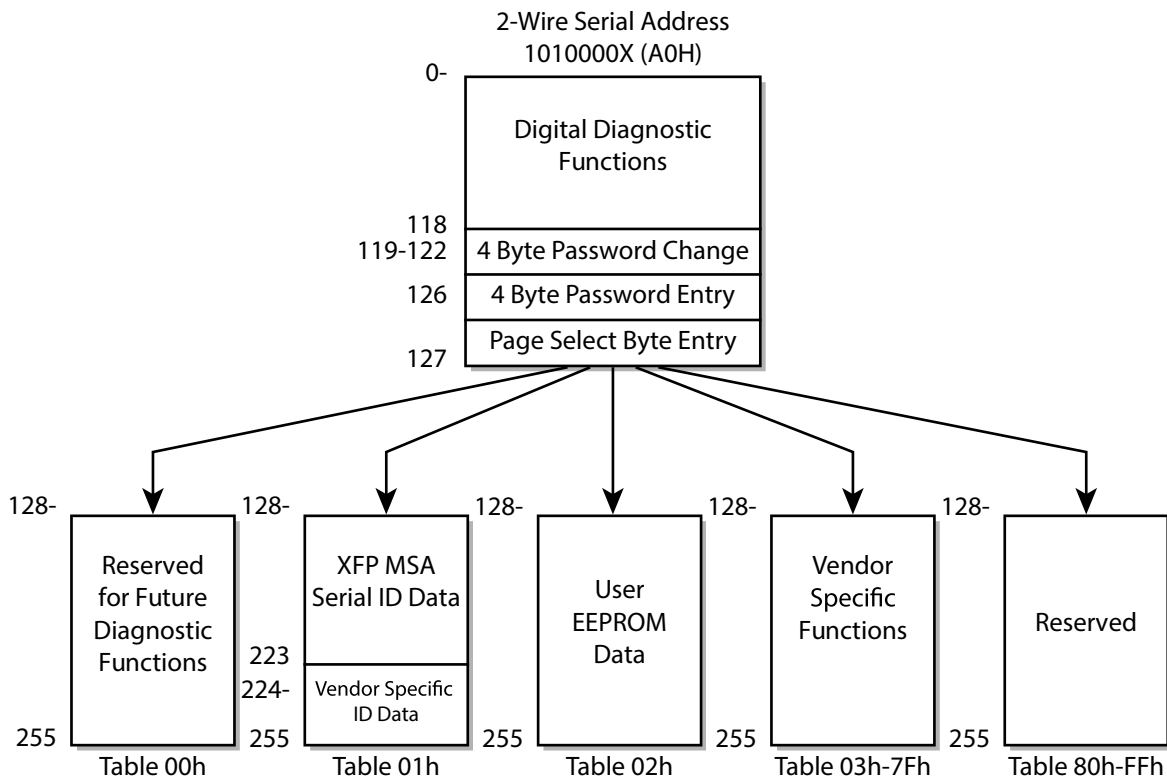 2-Wire Serial Address
1010000X (A0H)
0-
Digital Diagnostic
Functions
118
119-122
4 Byte Password Change
126
4 Byte Password Entry
Page Select Byte Entry
127
128-
Reserved
for Future
Diagnostic
Functions
255
Table 00h
128-
XFP MSA
Serial ID Data
223
224-
Vendor Specific
ID Data
255
Table 01h
128-
User
EEPROM
Data
255
Table 02h
128-
Vendor
Specific
Functions
255
Table 03h-7Fh
128-
Reserved
255
Table 80h-FFh